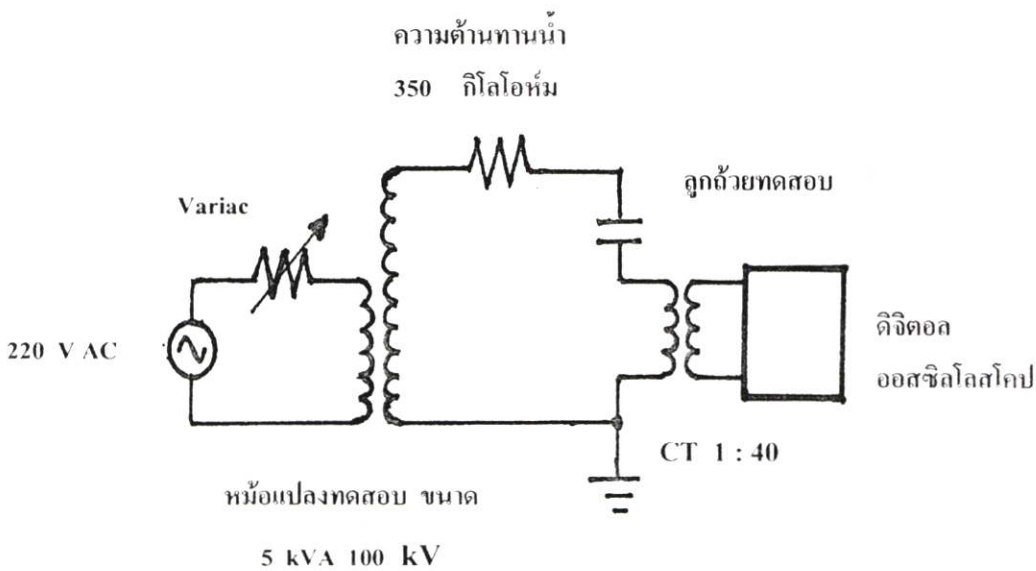 ความต้านทานน้ำ
350 กิโลโอห์ม
ลูกถ้วยทดสอบ
Variac
220 V AC
ดิจิตอล
ออสซิลโลสโคป
CT 1 : 40
หม้อแปลงทดสอบ ขนาด
5 kVA 100 kV